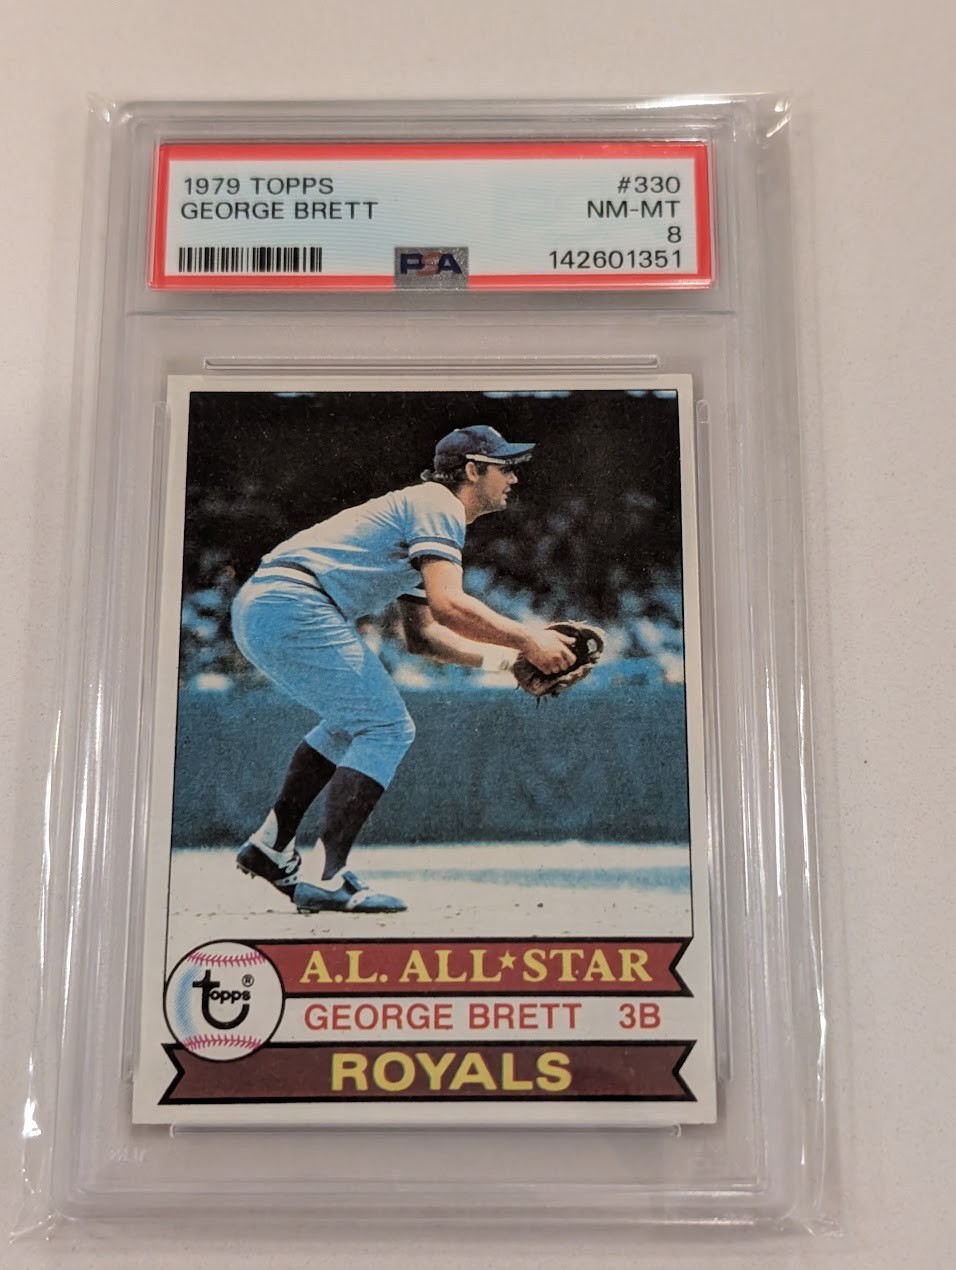 1979 TOPPS #330
GEORGE BRETT NM-MT
8
PSA 142601351
A.L. ALL★STAR
Topps®
GEORGE BRETT 3B
ROYALS